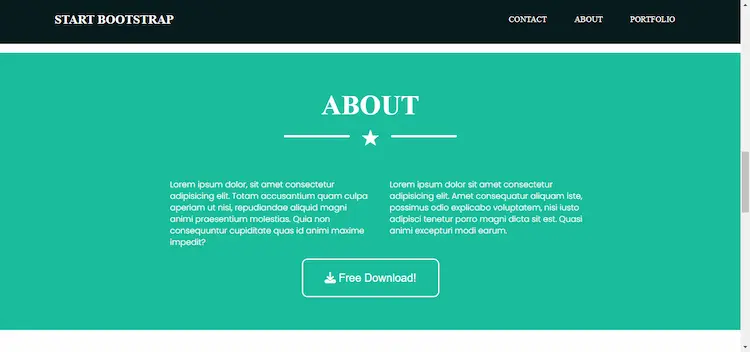 START BOOTSTRAP
CONTACT ABOUT PORTFOLIO
ABOUT
Lorem ipsum dolor, sit amet consectetur
adipisicing elit. Totam accusantium quam culpa
aperiam ut nisi, repudiandae aliquid magni
animi praesentium molestias. Quia non
consequuntur cupiditate quas id animi maxime
impedit?
Lorem ipsum dolor sit amet consectetur
adipisicing elit. Amet consequatur aliquam iste,
possimus odio explicabo voluptatem, nisi iusto
adipisci tenetur porro magni dicta sit est. Quasi
animi excepturi modi earum.
Free Download!